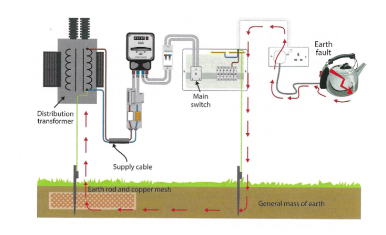 Earth
fault
Main
switch
Distribution
transformer
Supply cable
Earth rod and copper mesh
General mass of earth